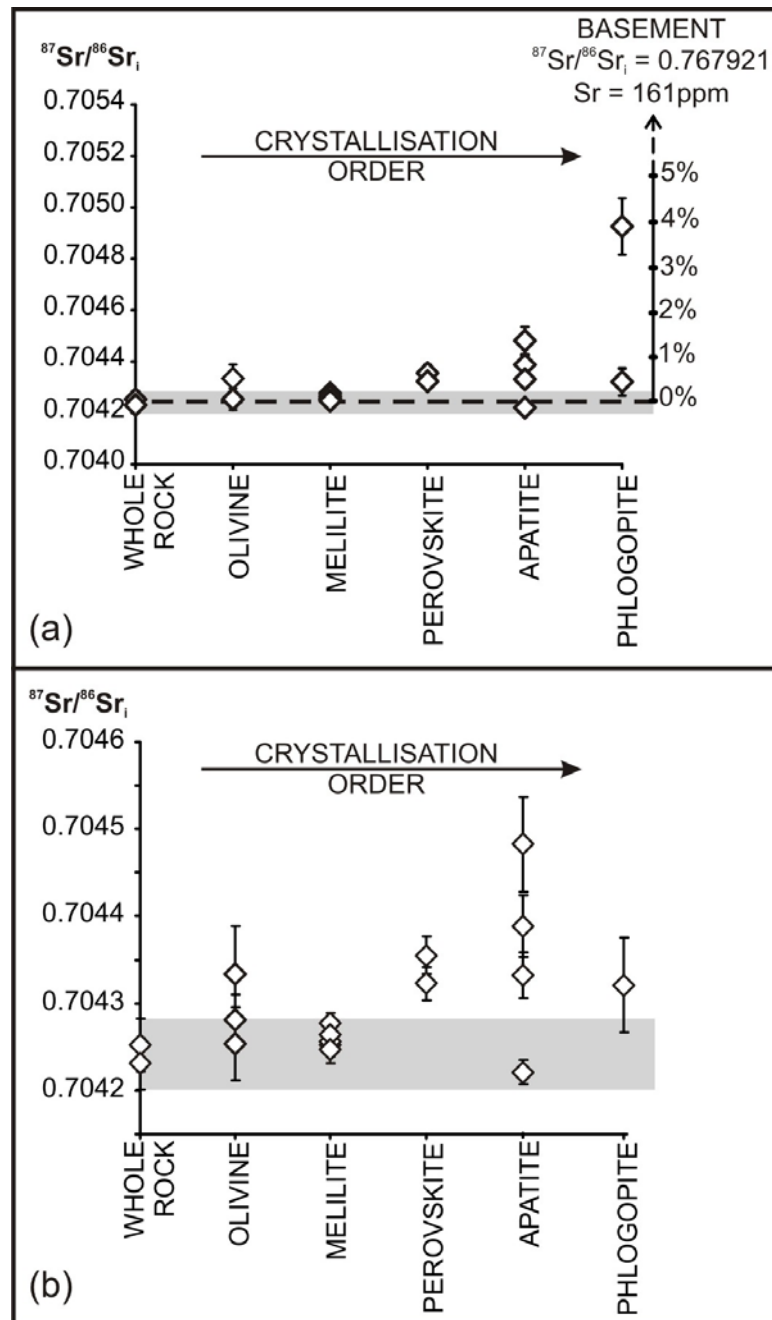 BASEMENT
⁸⁷Sr/⁸⁶Srᵢ = 0.767921
Sr = 161ppm
⁸⁷Sr/⁸⁶Srᵢ
0.7054
0.7052
0.7050
0.7048
0.7046
0.7044
0.7042
0.7040
CRYSTALLISATION
ORDER
5%
4%
3%
2%
1%
0%
WHOLE
ROCK
OLIVINE
MELILITE
PEROVSKITE
APATITE
PHLOGOPITE
(a)
⁸⁷Sr/⁸⁶Srᵢ
0.7046
0.7045
0.7044
0.7043
0.7042
CRYSTALLISATION
ORDER
WHOLE
ROCK
OLIVINE
MELILITE
PEROVSKITE
APATITE
PHLOGOPITE
(b)